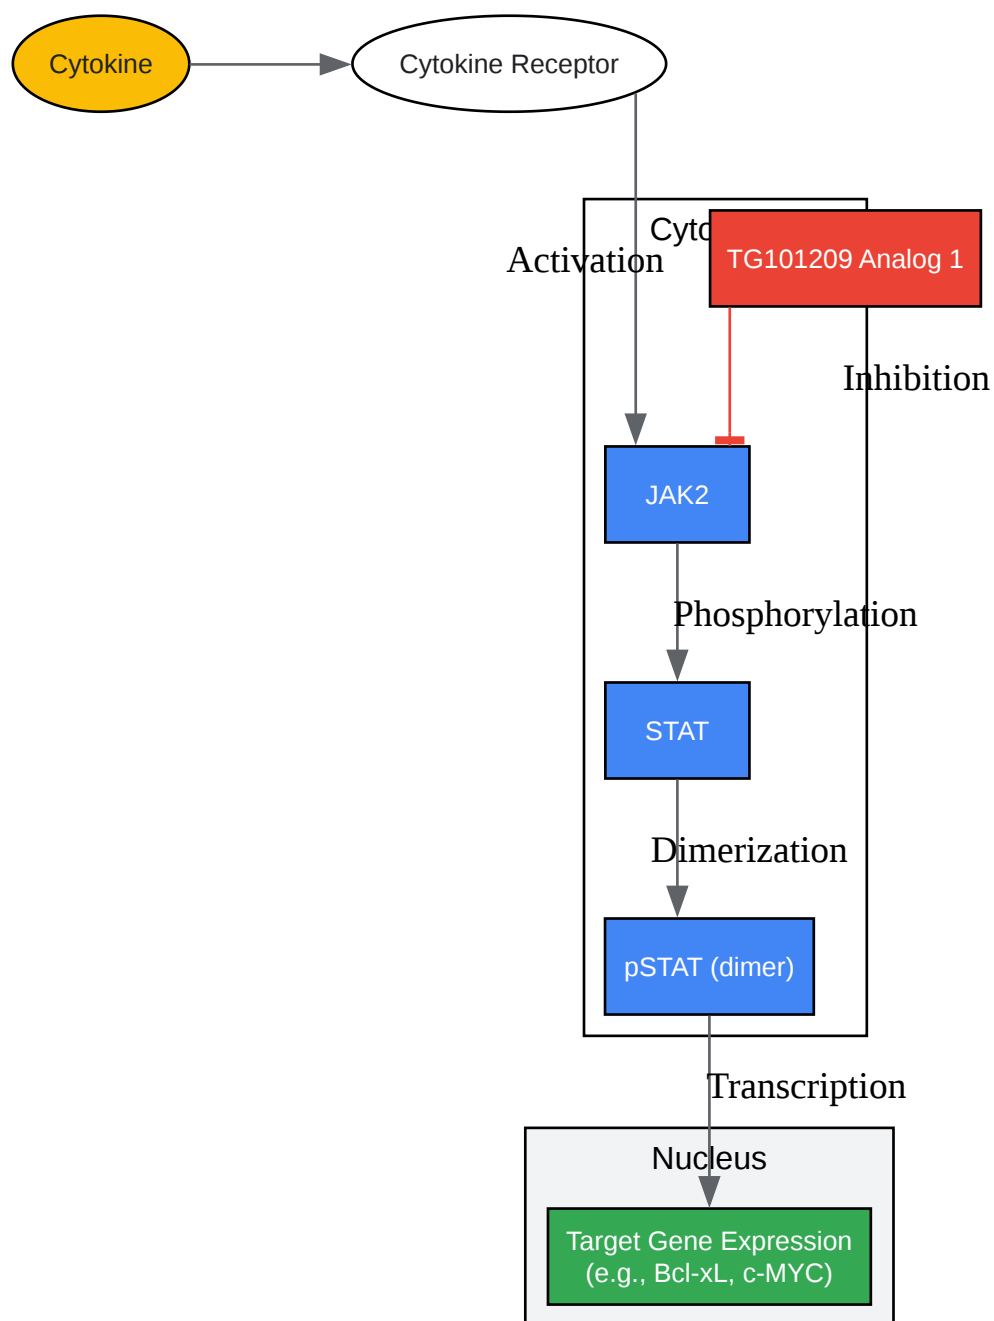 Cytokine
Cytokine Receptor
Activation
TG101209 Analog 1
Inhibition
JAK2
Phosphorylation
STAT
Dimerization
pSTAT (dimer)
Transcription
Nucleus
Target Gene Expression
(e.g., Bcl-xL, c-MYC)